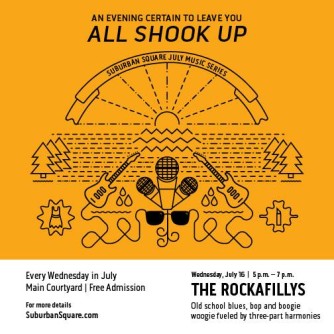 AN EVENING CERTAIN TO LEAVE YOU
ALL SHOOK UP
SUBURBAN SQUARE JULY MUSIC SERIES
Every Wednesday in July
Main Courtyard | Free Admission
For more details
SuburbanSquare.com
Wednesday, July 16 | 5 p.m. – 7 p.m.
THE ROCKAFILLYS
Old school blues, bop and boogie
woogie fueled by three-part harmonies